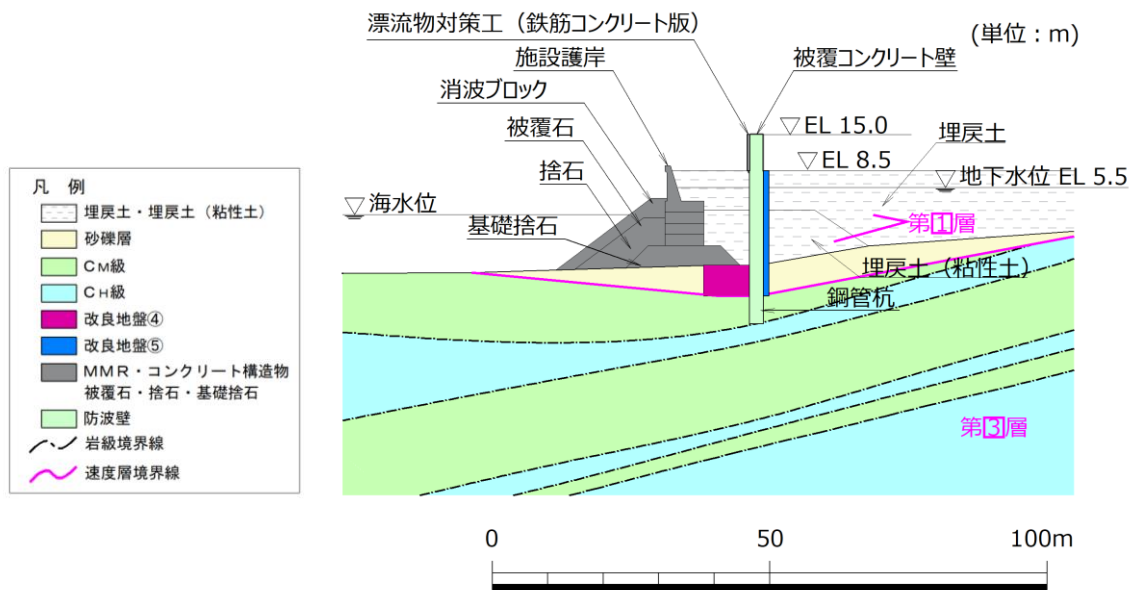 漂流物対策工（鉄筋コンクリート版）
(単位：m)
施設護岸
被覆コンクリート壁
消波ブロック
▽EL 15.0
埋戻土
被覆石
▽EL 8.5
捨石
地下水位 EL 5.5
海水位
第1層
基礎捨石
埋戻土（粘性土）
鋼管杭
第3層
凡 例
埋戻土・埋戻土（粘性土）
砂礫層
CM級
CH級
改良地盤④
改良地盤⑤
MMR・コンクリート構造物
被覆石・捨石・基礎捨石
防波壁
岩級境界線
速度層境界線
0 50 100m